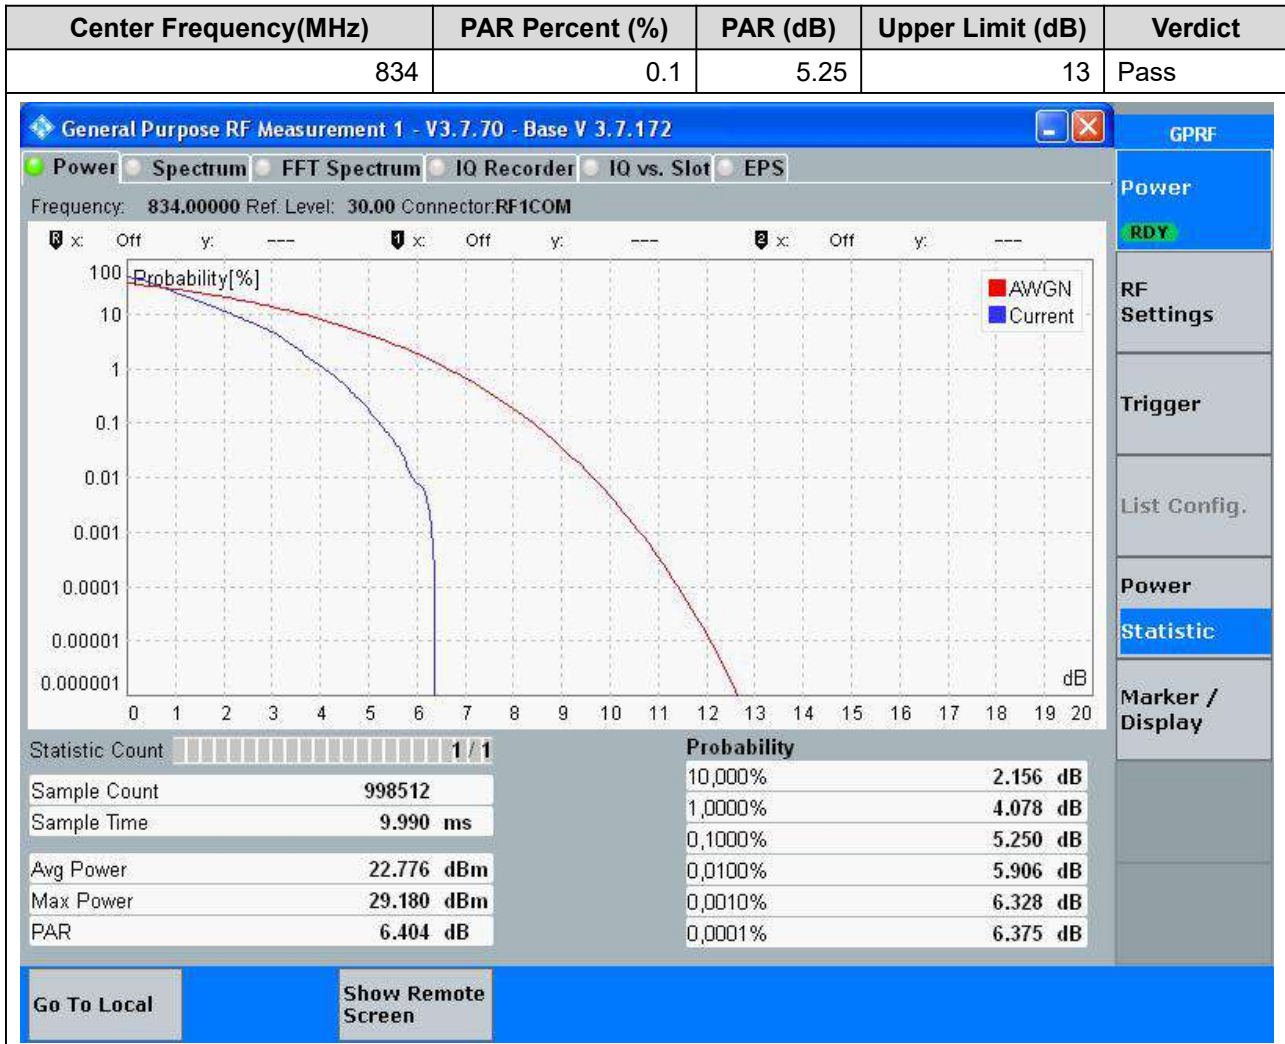 Center Frequency(MHz) PAR Percent (%) PAR (dB) Upper Limit (dB) Verdict
834 0.1 5.25 13 Pass
General Purpose RF Measurement 1 - V3.7.70 - Base V 3.7.172
GPRF
Power Spectrum FFT Spectrum IQ Recorder IQ vs. Slot EPS
Frequency: 834.00000 Ref. Level: 30.00 Connector:RF1COM
R x: Off y: --- 1 x: Off y: --- 2 x: Off y: ---
Probability[%]
AWGN
Current
100
10
1
0.1
0.01
0.001
0.0001
0.00001
0.000001
dB
0 1 2 3 4 5 6 7 8 9 10 11 12 13 14 15 16 17 18 19 20
Statistic Count 1 / 1
Sample Count 998512
Sample Time 9.990 ms
Avg Power 22.776 dBm
Max Power 29.180 dBm
PAR 6.404 dB
Probability
10,000% 2.156 dB
1,0000% 4.078 dB
0,1000% 5.250 dB
0,0100% 5.906 dB
0,0010% 6.328 dB
0,0001% 6.375 dB
Power
RDY
RF
Settings
Trigger
List Config.
Power
Statistic
Marker /
Display
Go To Local
Show Remote
Screen